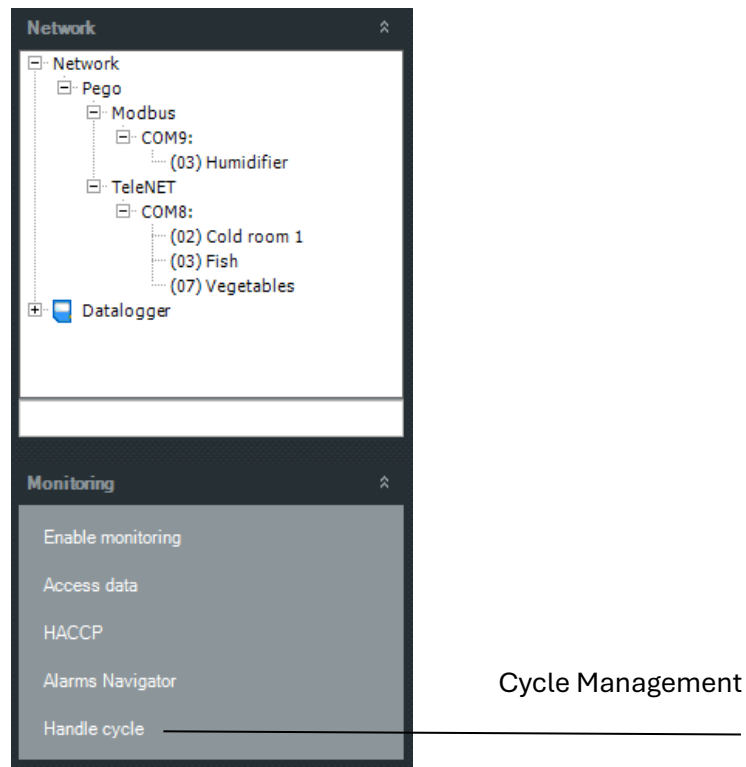 Network
Network
Pego
Modbus
COM9:
(03) Humidifier
TeleNET
COM8:
(02) Cold room 1
(03) Fish
(07) Vegetables
Datalogger
Monitoring
Enable monitoring
Access data
HACCP
Alarms Navigator
Cycle Management
Handle cycle